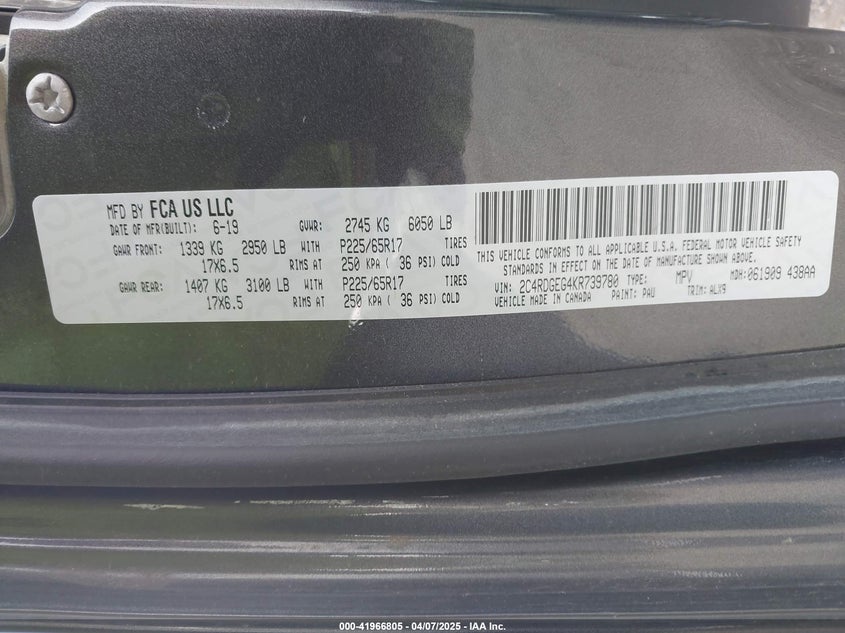 MFD BY FCA US LLC
DATE OF MFR(BUILT): 6-19 GVWR: 2745 KG 6050 LB
GAWR FRONT: 1339 KG 2950 LB WITH P225/65R17 TIRES
17X6.5 RIMS AT 250 KPA ( 36 PSI) COLD
GAWR REAR: 1407 KG 3100 LB WITH P225/65R17 TIRES
17X6.5 RIMS AT 250 KPA ( 36 PSI) COLD
THIS VEHICLE CONFORMS TO ALL APPLICABLE U.S.A. FEDERAL MOTOR VEHICLE SAFETY
STANDARDS IN EFFECT ON THE DATE OF MANUFACTURE SHOWN ABOVE.
VIN: 2C4RDGEG4KR739780 TYPE: MPV MDH: 061909 438AA
VEHICLE MADE IN CANADA PAINT: PAU TRIM: ALX9
000-41966805 - 04/07/2025 - IAA Inc.